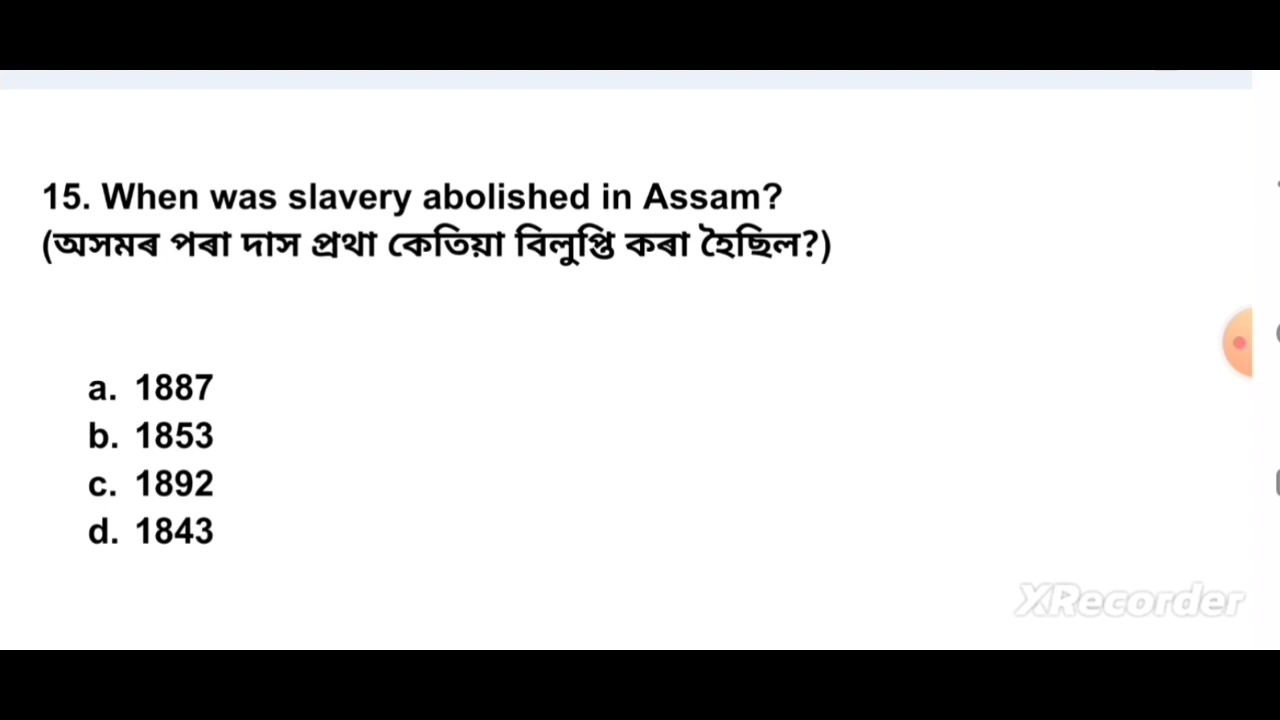 15. When was slavery abolished in Assam?
(অসমৰ পৰা দাস প্ৰথা কেতিয়া বিলুপ্তি কৰা হৈছিল?)
a. 1887
b. 1853
c. 1892
d. 1843
XRecorder